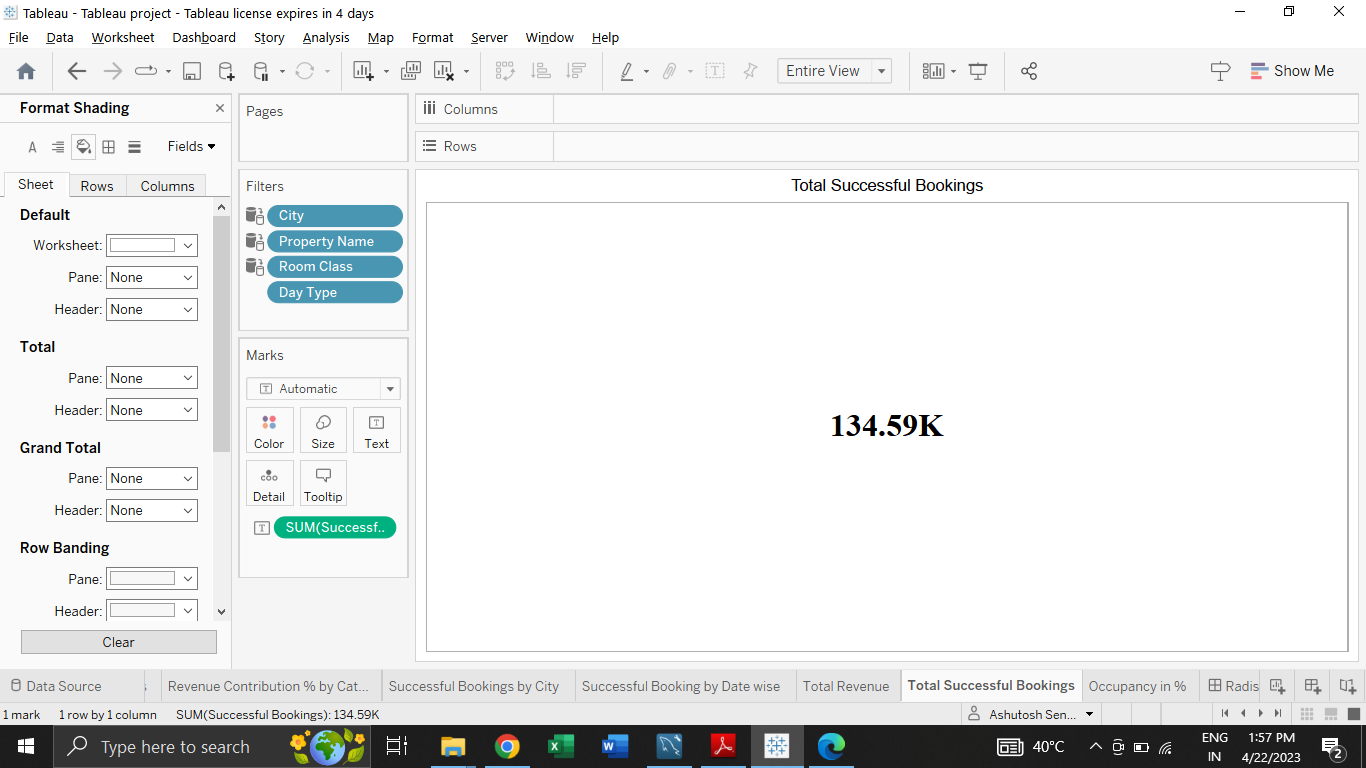 Tableau - Tableau project - Tableau license expires in 4 days
File Data Worksheet Dashboard Story Analysis Map Format Server Window Help
Entire View
Show Me
Format Shading
Fields
Sheet Rows Columns
Default
Worksheet:
Pane: None
Header: None
Total
Pane: None
Header: None
Grand Total
Pane: None
Header: None
Row Banding
Pane:
Header:
Clear
Pages
Filters
City
Property Name
Room Class
Day Type
Marks
Automatic
Color Size Text
Detail Tooltip
SUM(Successf..
Columns
Rows
Total Successful Bookings
134.59K
Data Source s Revenue Contribution % by Cat... Successful Bookings by City Successful Booking by Date wise Total Revenue Total Successful Bookings Occupancy in % Radis
1 mark 1 row by 1 column SUM(Successful Bookings): 134.59K Ashutosh Sen...
Type here to search
40°C
ENG
IN
1:57 PM
4/22/2023
2